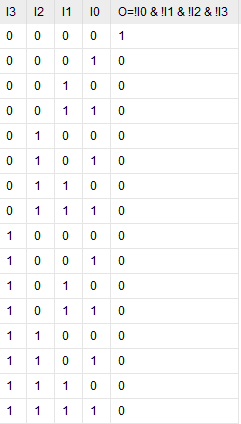 I3 I2 I1 I0 O=!I0 & !I1 & !I2 & !I3
0 0 0 0 1
0 0 0 1 0
0 0 1 0 0
0 0 1 1 0
0 1 0 0 0
0 1 0 1 0
0 1 1 0 0
0 1 1 1 0
1 0 0 0 0
1 0 0 1 0
1 0 1 0 0
1 0 1 1 0
1 1 0 0 0
1 1 0 1 0
1 1 1 0 0
1 1 1 1 0